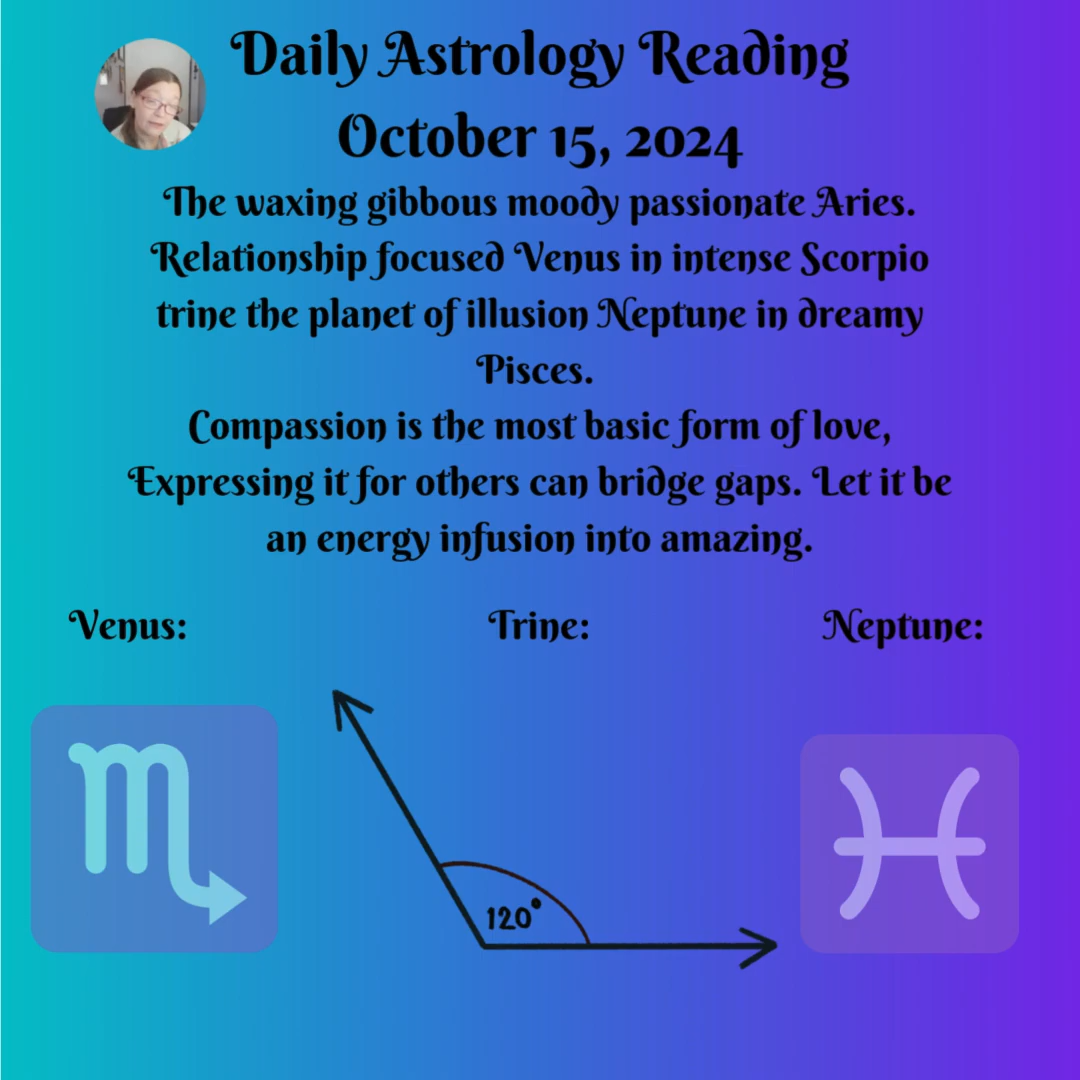 Daily Astrology Reading
October 15, 2024
The waxing gibbous moody passionate Aries.
Relationship focused Venus in intense Scorpio
trine the planet of illusion Neptune in dreamy
Pisces.
Compassion is the most basic form of love,
Expressing it for others can bridge gaps. Let it be
an energy infusion into amazing.
Venus: Trine: Neptune:
120°